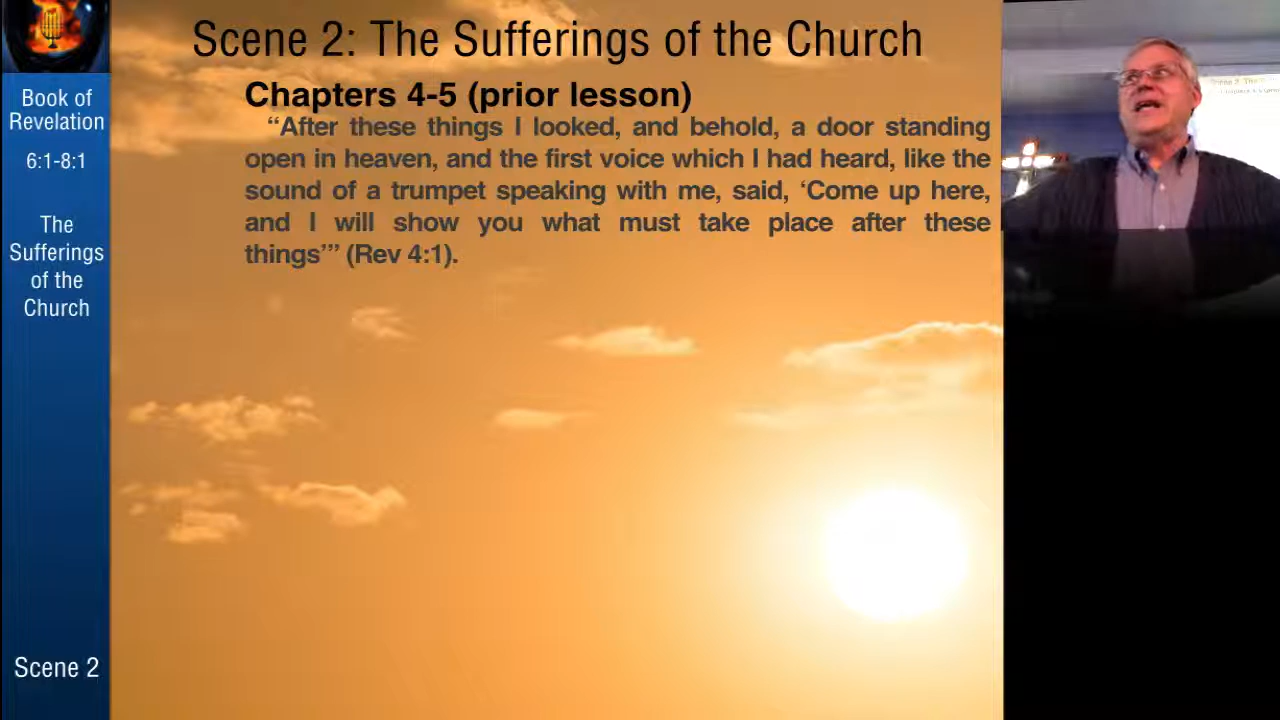 Scene 2: The Sufferings of the Church
Chapters 4-5 (prior lesson)
“After these things I looked, and behold, a door standing
open in heaven, and the first voice which I had heard, like the
sound of a trumpet speaking with me, said, ‘Come up here,
and I will show you what must take place after these
things’” (Rev 4:1).
Book of
Revelation
6:1-8:1
The
Sufferings
of the
Church
Scene 2